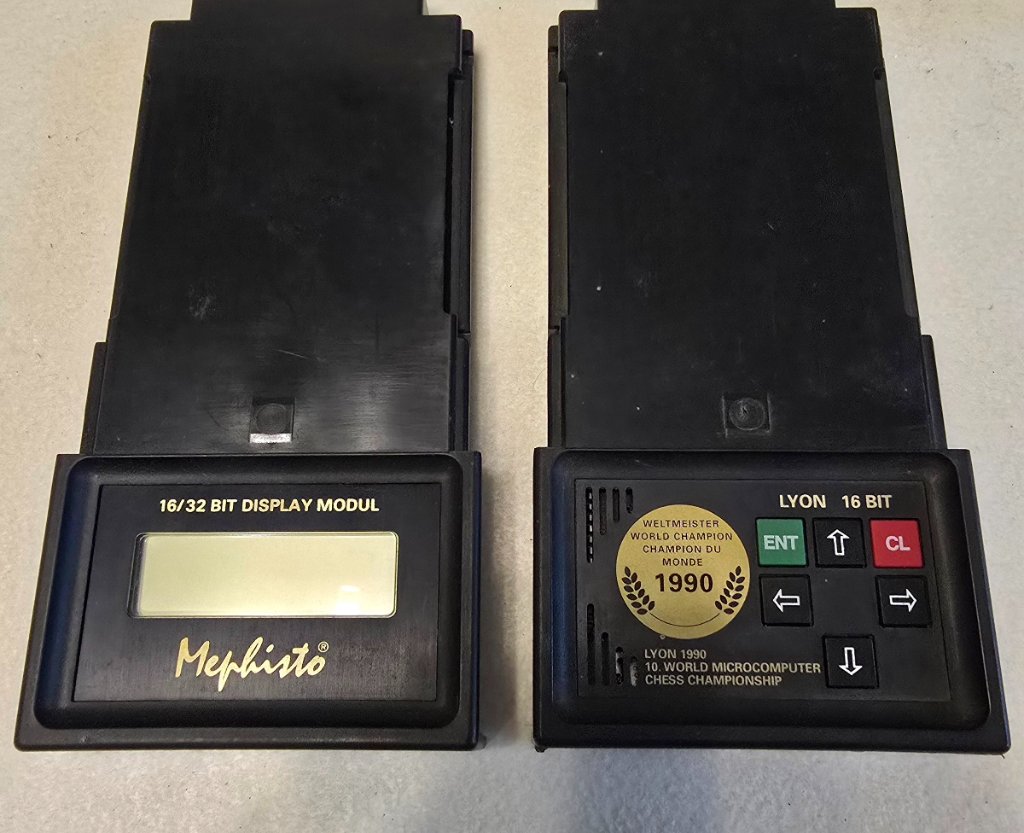 16/32 BIT DISPLAY MODUL
Mephisto®
LYON 16 BIT
WELTMEISTER
WORLD CHAMPION
CHAMPION DU
MONDE
1990
ENT
CL
LYON 1990
10. WORLD MICROCOMPUTER
CHESS CHAMPIONSHIP